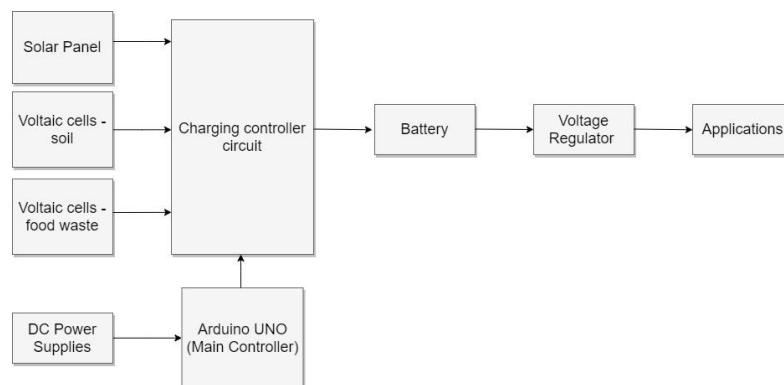 Solar Panel
Voltaic cells -
soil
Voltaic cells -
food waste
Charging controller
circuit
Battery
Voltage
Regulator
Applications
DC Power
Supplies
Arduino UNO
(Main Controller)